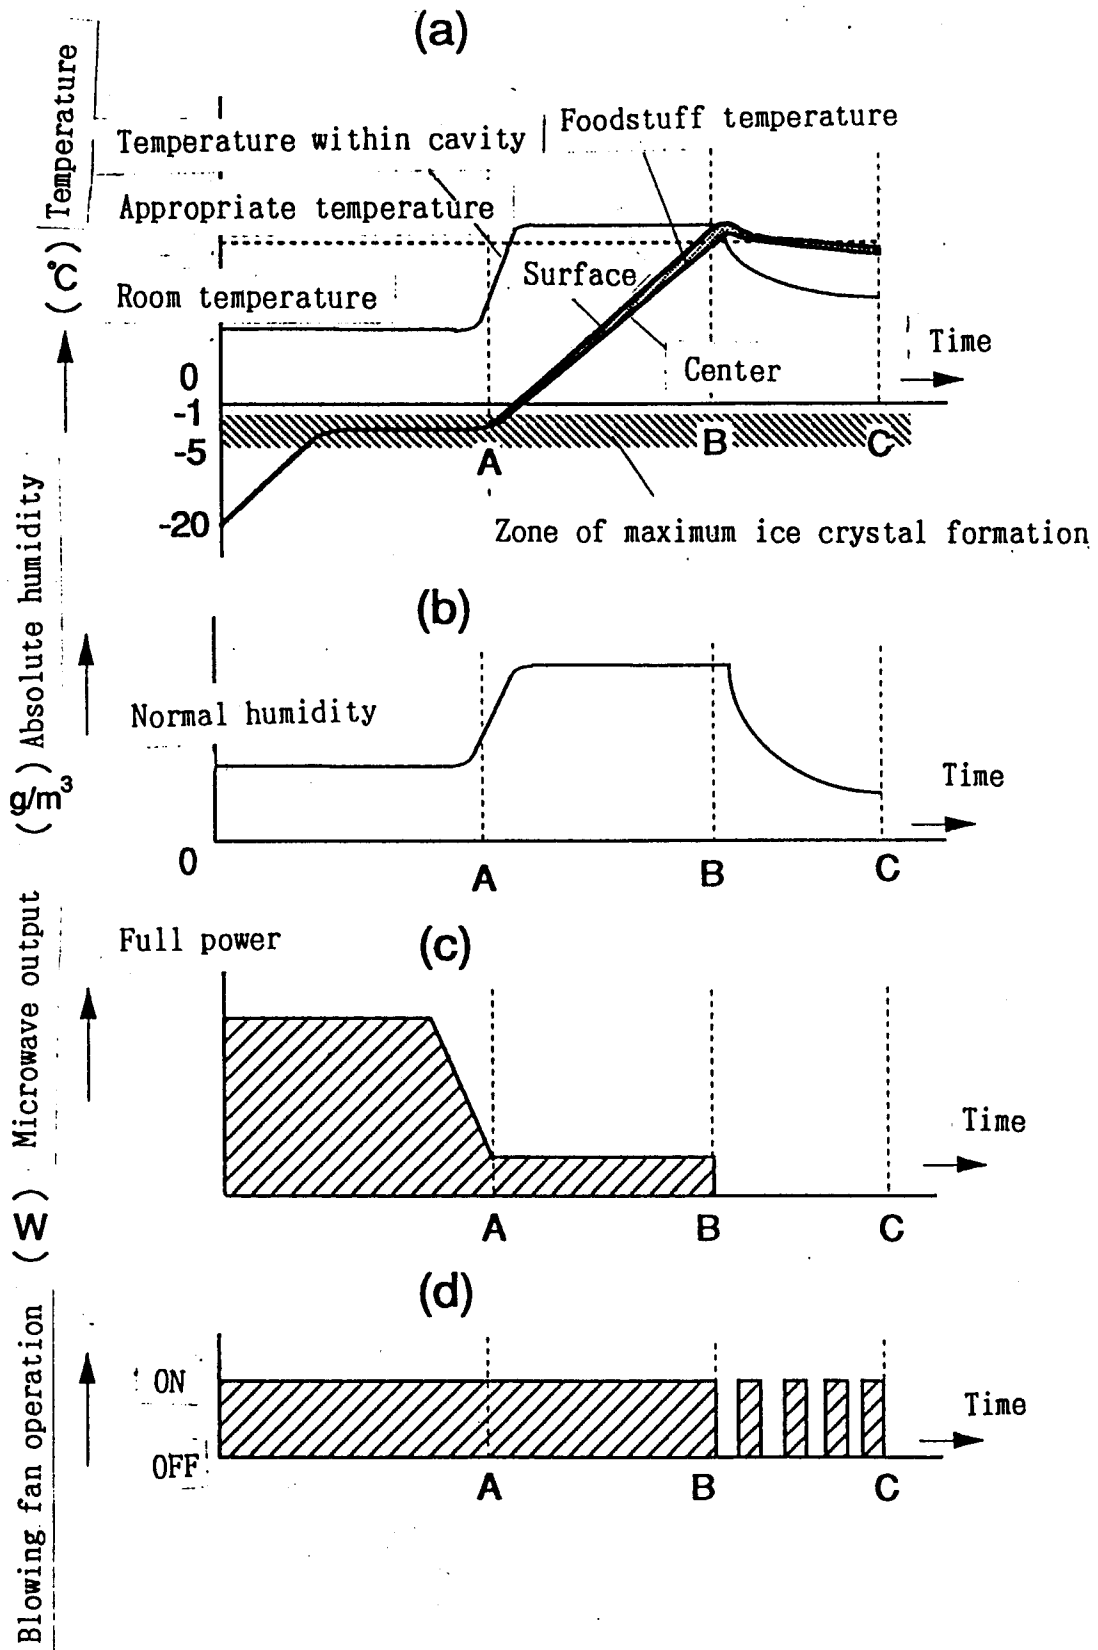 (a)
Temperature
(°C)
Temperature within cavity
Foodstuff temperature
Appropriate temperature
Room temperature
Surface
Center
Time
0
-1
-5
-20
A
B
C
Zone of maximum ice crystal formation
(b)
Absolute humidity
(g/m³)
Normal humidity
Time
0
A
B
C
(c)
Microwave output
(W)
Full power
Time
A
B
C
(d)
Blowing fan operation
ON
OFF
Time
A
B
C